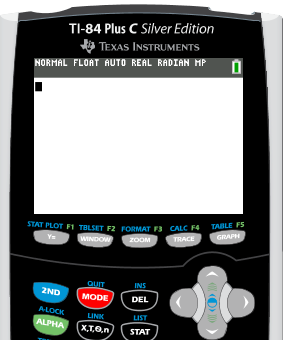 TI-84 Plus C Silver Edition
TEXAS INSTRUMENTS
NORMAL FLOAT AUTO REAL RADIAN MP
STAT PLOT F1 TBLSET F2 FORMAT F3 CALC F4 TABLE F5
Y= WINDOW ZOOM TRACE GRAPH
QUIT INS
2ND MODE DEL
A-LOCK LINK LIST
ALPHA X,T,Θ,n STAT